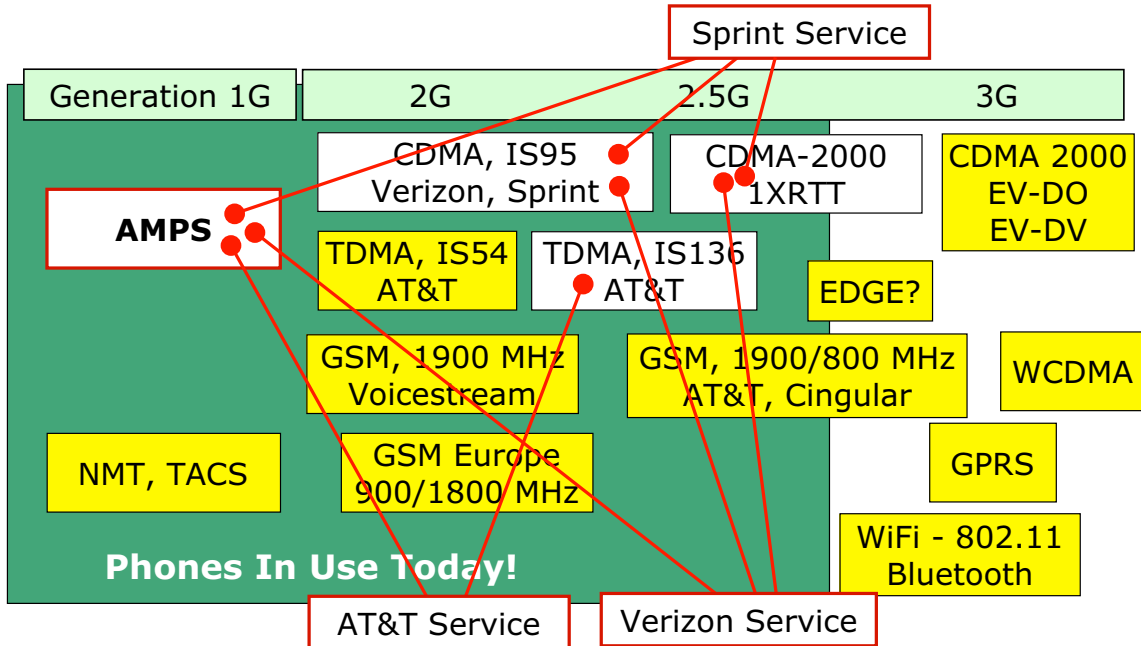 Sprint Service
Generation 1G
2G
2.5G
3G
CDMA, IS95
Verizon, Sprint
CDMA-2000
1XRTT
CDMA 2000
EV-DO
EV-DV
AMPS
TDMA, IS54
AT&T
TDMA, IS136
AT&T
EDGE?
GSM, 1900 MHz
Voicestream
GSM, 1900/800 MHz
AT&T, Cingular
WCDMA
NMT, TACS
GSM Europe
900/1800 MHz
GPRS
WiFi - 802.11
Bluetooth
Phones In Use Today!
AT&T Service
Verizon Service